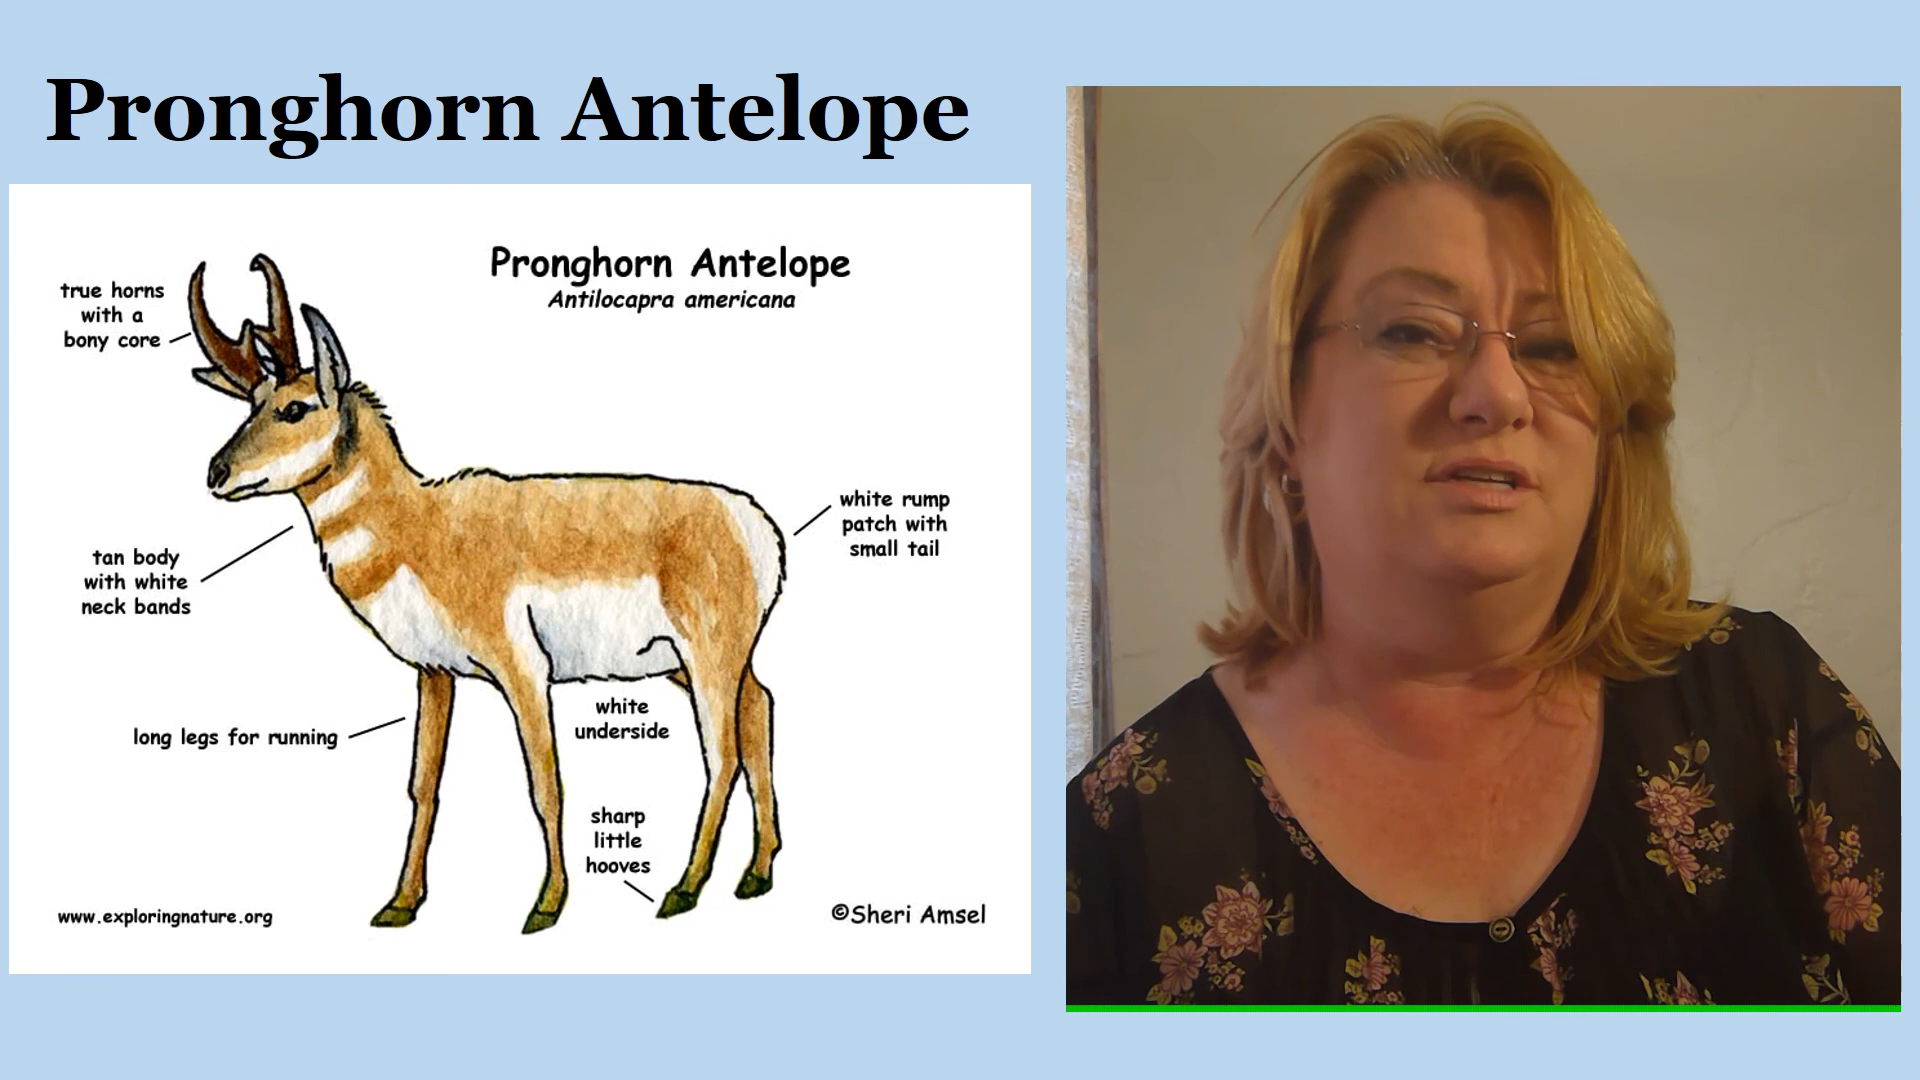 Pronghorn Antelope
Pronghorn Antelope
Antilocapra americana
true horns
with a
bony core
white rump
patch with
small tail
tan body
with white
neck bands
white
underside
long legs for running
sharp
little
hooves
www.exploringnature.org
©Sheri Amsel